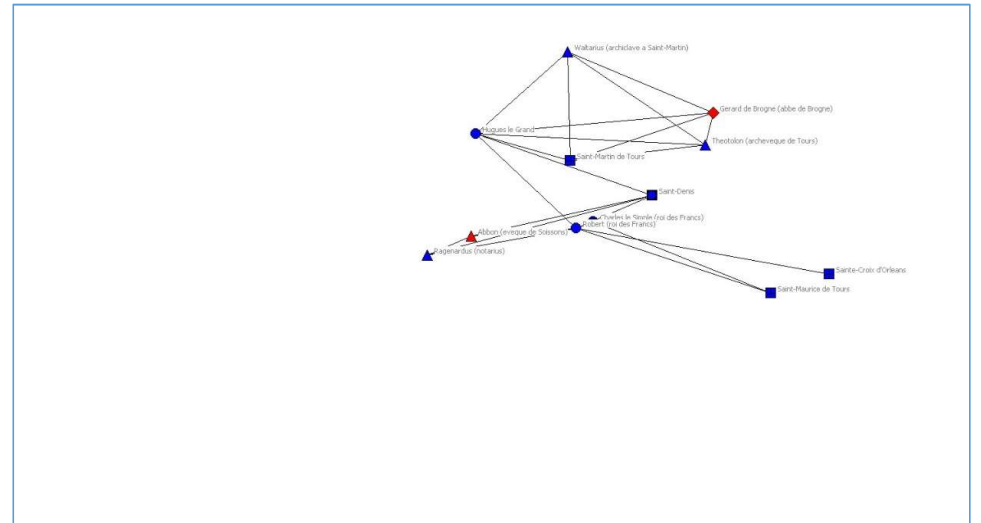 Waltarius (archiclave a Saint-Martin)
Gerard de Brogne (abbe de Brogne)
Hugues le Grand
Theotolon (archeveque de Tours)
Saint-Martin de Tours
Saint-Denis
Charles le Simple (roi des Francs)
Robert (roi des Francs)
Abbon (eveque de Soissons)
Ragenardus (notarius)
Sainte-Croix d'Orleans
Saint-Maurice de Tours